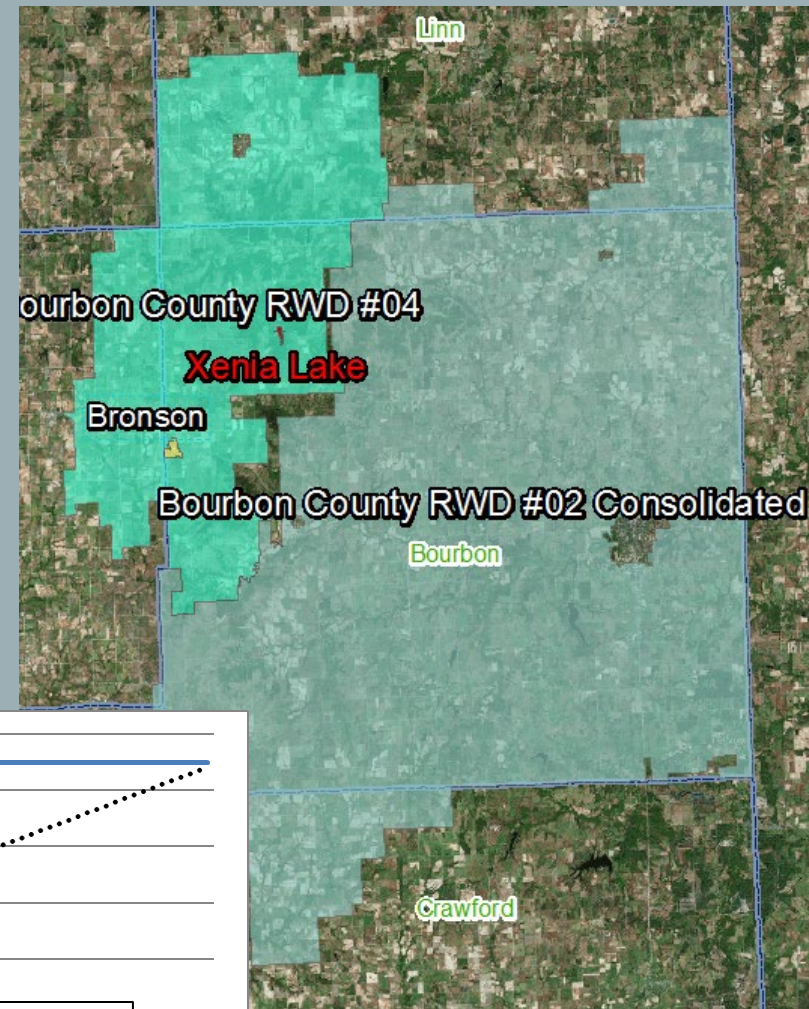 Linn
ourbon County RWD #04
Xenia Lake
Bronson
Bourbon County RWD #02 Consolidated
Bourbon
Crawford